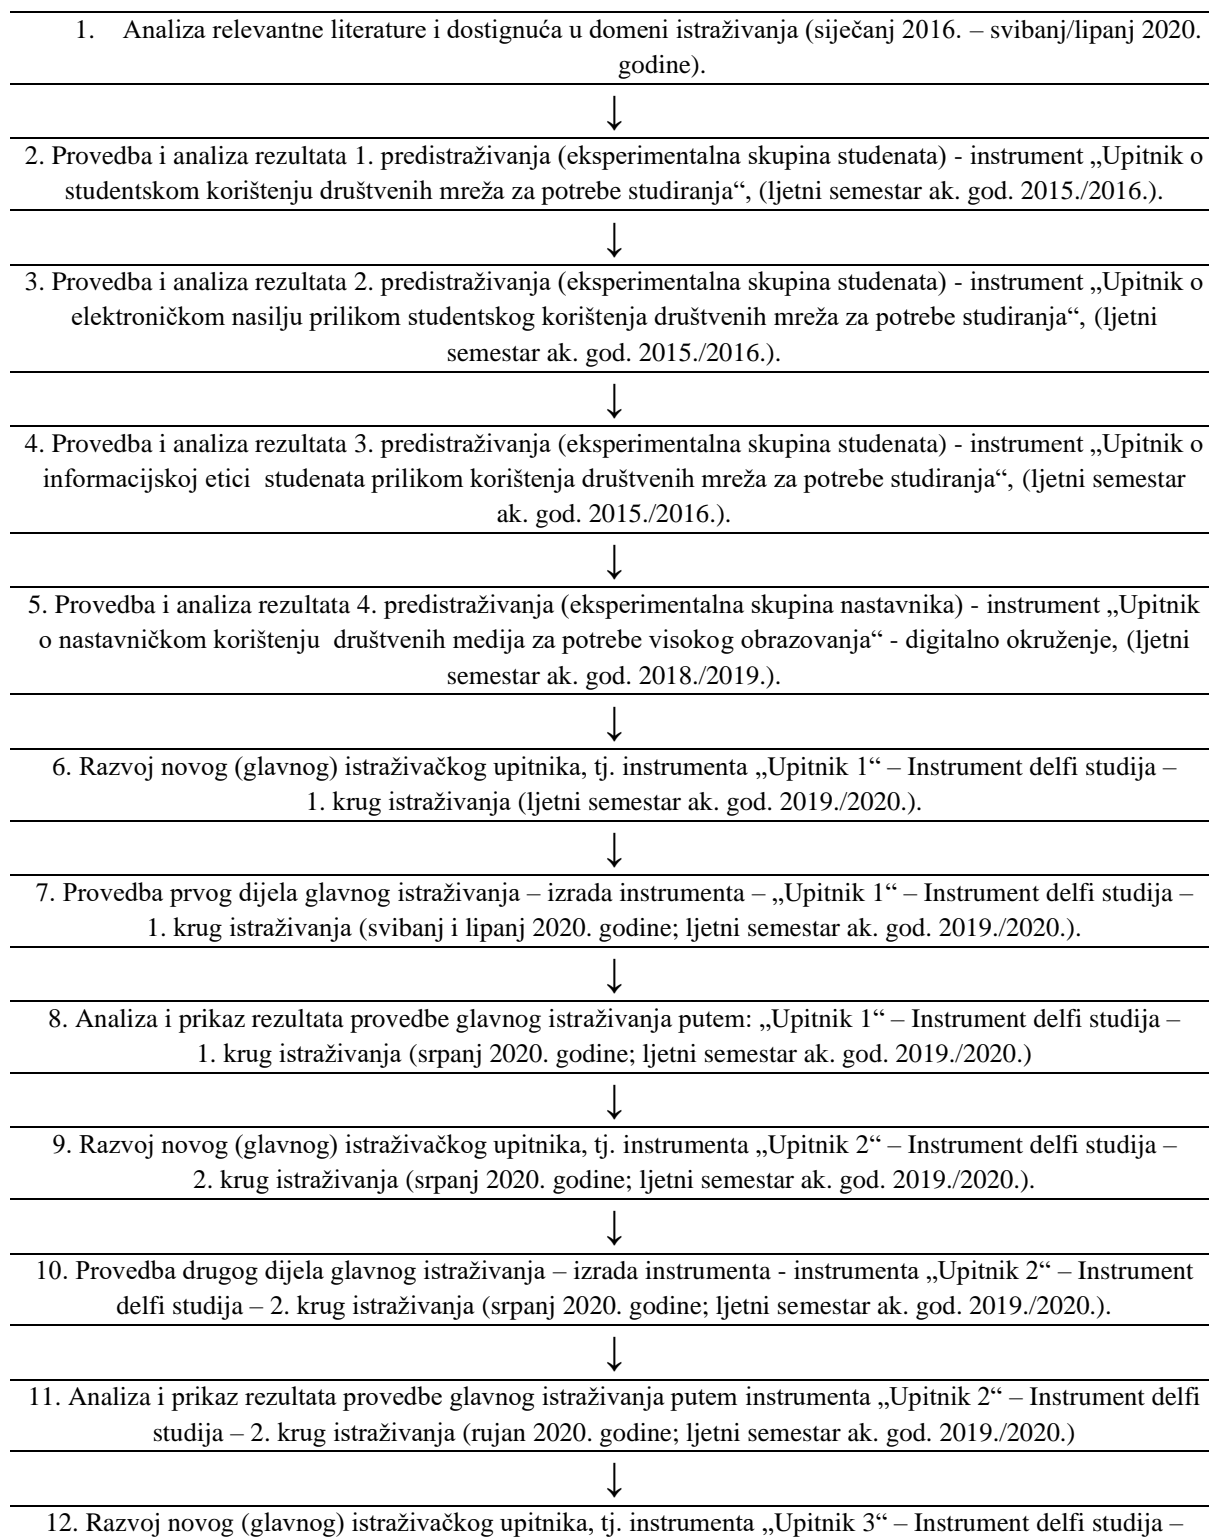 1. Analiza relevantne literature i dostignuća u domeni istraživanja (siječanj 2016. – svibanj/lipanj 2020.
godine).
↓
2. Provedba i analiza rezultata 1. predistraživanja (eksperimentalna skupina studenata) - instrument „Upitnik o
studentskom korištenju društvenih mreža za potrebe studiranja“, (ljetni semestar ak. god. 2015./2016.).
↓
3. Provedba i analiza rezultata 2. predistraživanja (eksperimentalna skupina studenata) - instrument „Upitnik o
elektroničkom nasilju prilikom studentskog korištenja društvenih mreža za potrebe studiranja“, (ljetni
semestar ak. god. 2015./2016.).
↓
4. Provedba i analiza rezultata 3. predistraživanja (eksperimentalna skupina studenata) - instrument „Upitnik o
informacijskoj etici studenata prilikom korištenja društvenih mreža za potrebe studiranja“, (ljetni semestar
ak. god. 2015./2016.).
↓
5. Provedba i analiza rezultata 4. predistraživanja (eksperimentalna skupina nastavnika) - instrument „Upitnik
o nastavničkom korištenju društvenih medija za potrebe visokog obrazovanja“ - digitalno okruženje, (ljetni
semestar ak. god. 2018./2019.).
↓
6. Razvoj novog (glavnog) istraživačkog upitnika, tj. instrumenta „Upitnik 1“ – Instrument delfi studija –
1. krug istraživanja (ljetni semestar ak. god. 2019./2020.).
↓
7. Provedba prvog dijela glavnog istraživanja – izrada instrumenta – „Upitnik 1“ – Instrument delfi studija –
1. krug istraživanja (svibanj i lipanj 2020. godine; ljetni semestar ak. god. 2019./2020.).
↓
8. Analiza i prikaz rezultata provedbe glavnog istraživanja putem: „Upitnik 1“ – Instrument delfi studija –
1. krug istraživanja (srpanj 2020. godine; ljetni semestar ak. god. 2019./2020.)
↓
9. Razvoj novog (glavnog) istraživačkog upitnika, tj. instrumenta „Upitnik 2“ – Instrument delfi studija –
2. krug istraživanja (srpanj 2020. godine; ljetni semestar ak. god. 2019./2020.).
↓
10. Provedba drugog dijela glavnog istraživanja – izrada instrumenta - instrumenta „Upitnik 2“ – Instrument
delfi studija – 2. krug istraživanja (srpanj 2020. godine; ljetni semestar ak. god. 2019./2020.).
↓
11. Analiza i prikaz rezultata provedbe glavnog istraživanja putem instrumenta „Upitnik 2“ – Instrument delfi
studija – 2. krug istraživanja (rujan 2020. godine; ljetni semestar ak. god. 2019./2020.)
↓
12. Razvoj novog (glavnog) istraživačkog upitnika, tj. instrumenta „Upitnik 3“ – Instrument delfi studija –